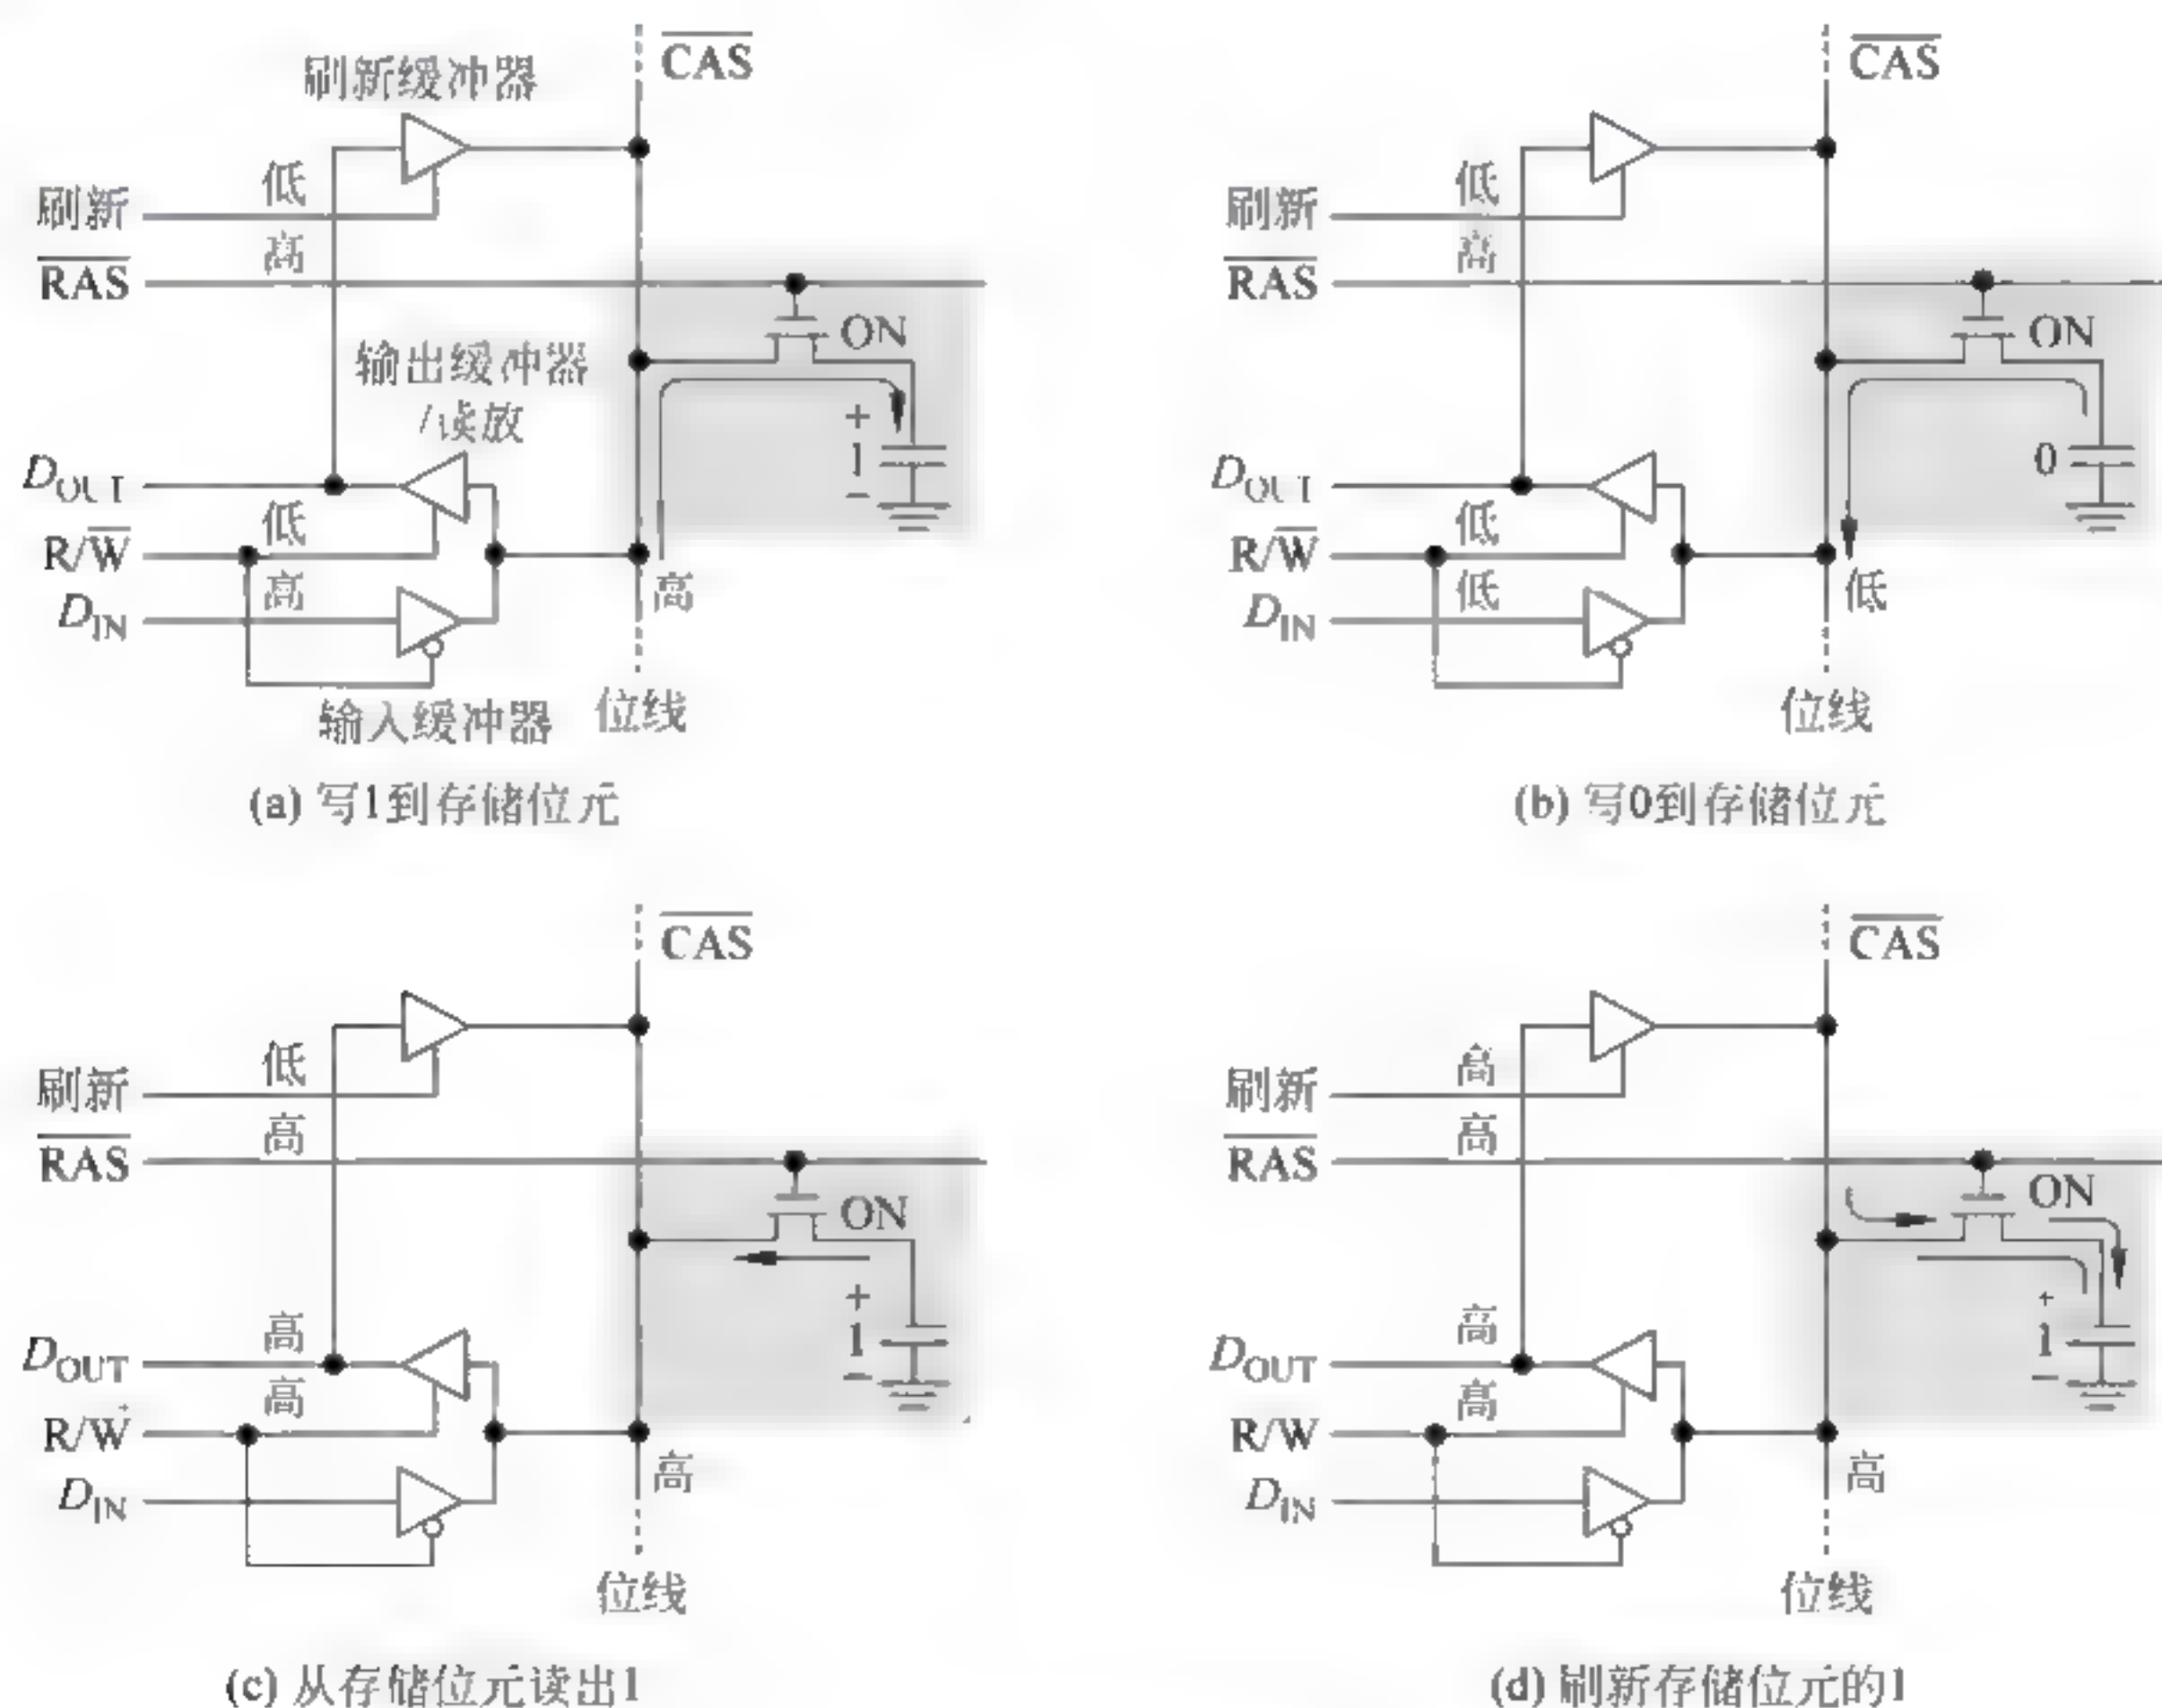 CAS
刷新缓冲器
低
刷新
高
RAS
ON
输出缓冲器
/读放
+
1
−
DOUT
低
R/W
高
DIN
高
输入缓冲器
位线
(a) 写1到存储位元
CAS
低
刷新
高
RAS
ON
0
DOUT
低
R/W
低
DIN
低
位线
(b) 写0到存储位元
CAS
低
刷新
高
RAS
ON
+
1
−
高
DOUT
高
R/W
高
DIN
位线
(c) 从存储位元读出1
CAS
高
刷新
高
RAS
ON
+
1
−
高
DOUT
高
R/W
高
DIN
位线
(d) 刷新存储位元的1